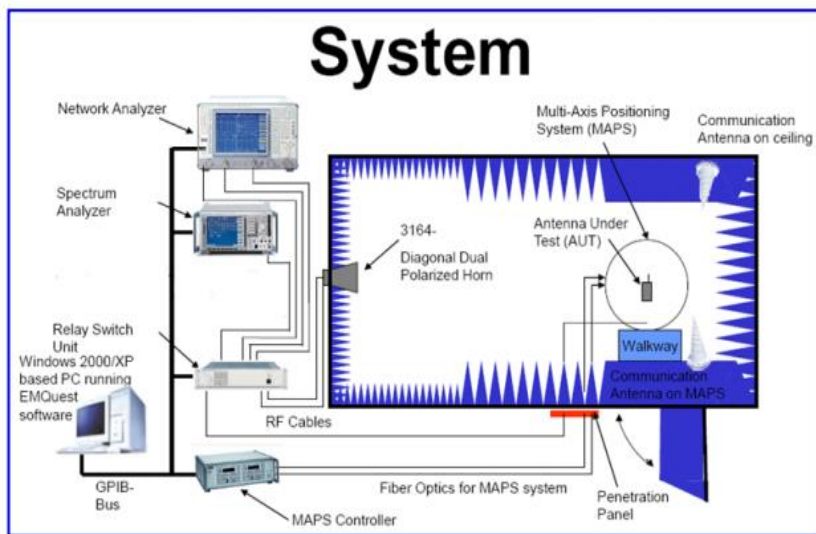 System
Network Analyzer
Multi-Axis Positioning
System (MAPS)
Communication
Antenna on ceiling
Spectrum
Analyzer
3164-
Diagonal Dual
Polarized Horn
Antenna Under
Test (AUT)
Relay Switch
Unit
Windows 2000/XP
based PC running
EMQuest
software
Walkway
Communication
Antenna on MAPS
RF Cables
GPIB-
Bus
MAPS Controller
Fiber Optics for MAPS system
Penetration
Panel